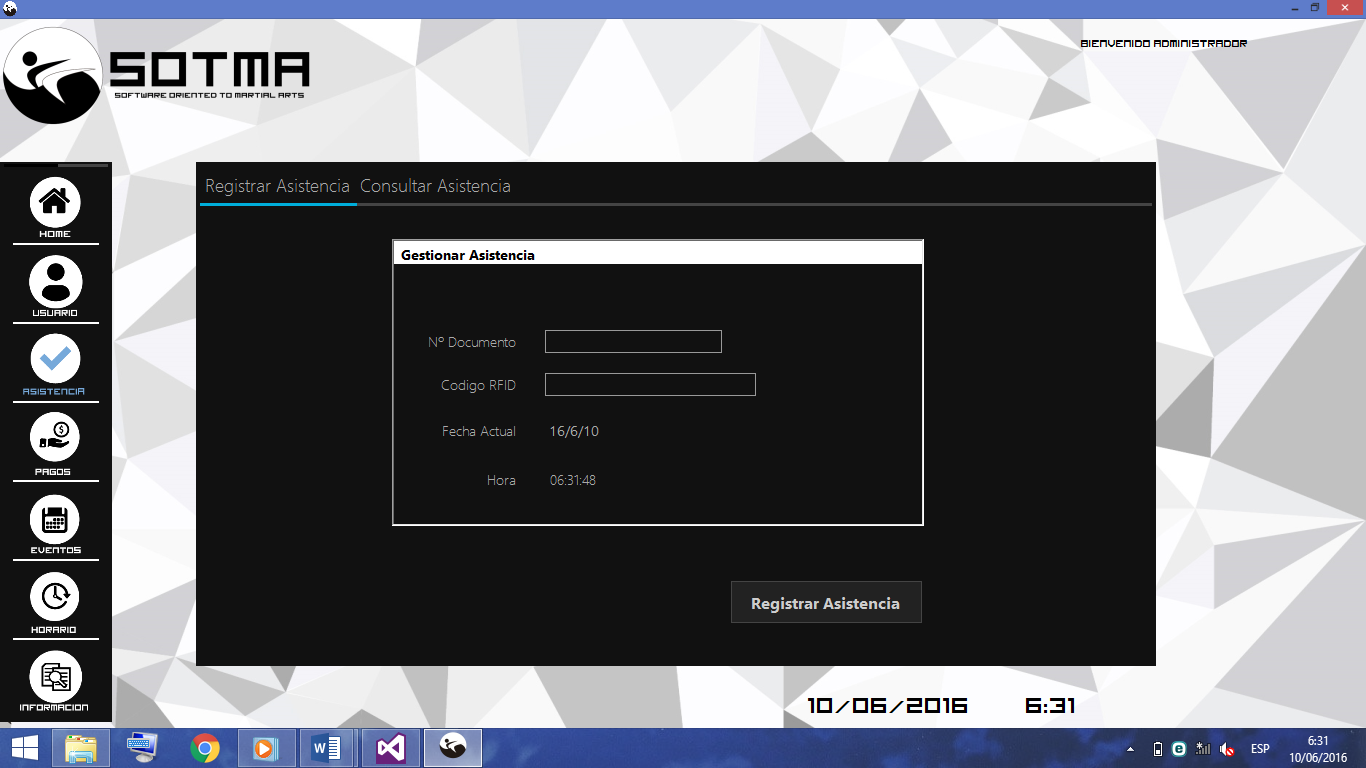 SOTMA
SOFTWARE ORIENTED TO MARTIAL ARTS
BIENVENIDO ADMINISTRADOR
HOME
USUARIO
ASISTENCIA
PAGOS
EVENTOS
HORARIO
INFORMACION
Registrar Asistencia Consultar Asistencia
Gestionar Asistencia
Nº Documento
Codigo RFID
Fecha Actual 16/6/10
Hora 06:31:48
Registrar Asistencia
10/06/2016 6:31
ESP
6:31
10/06/2016